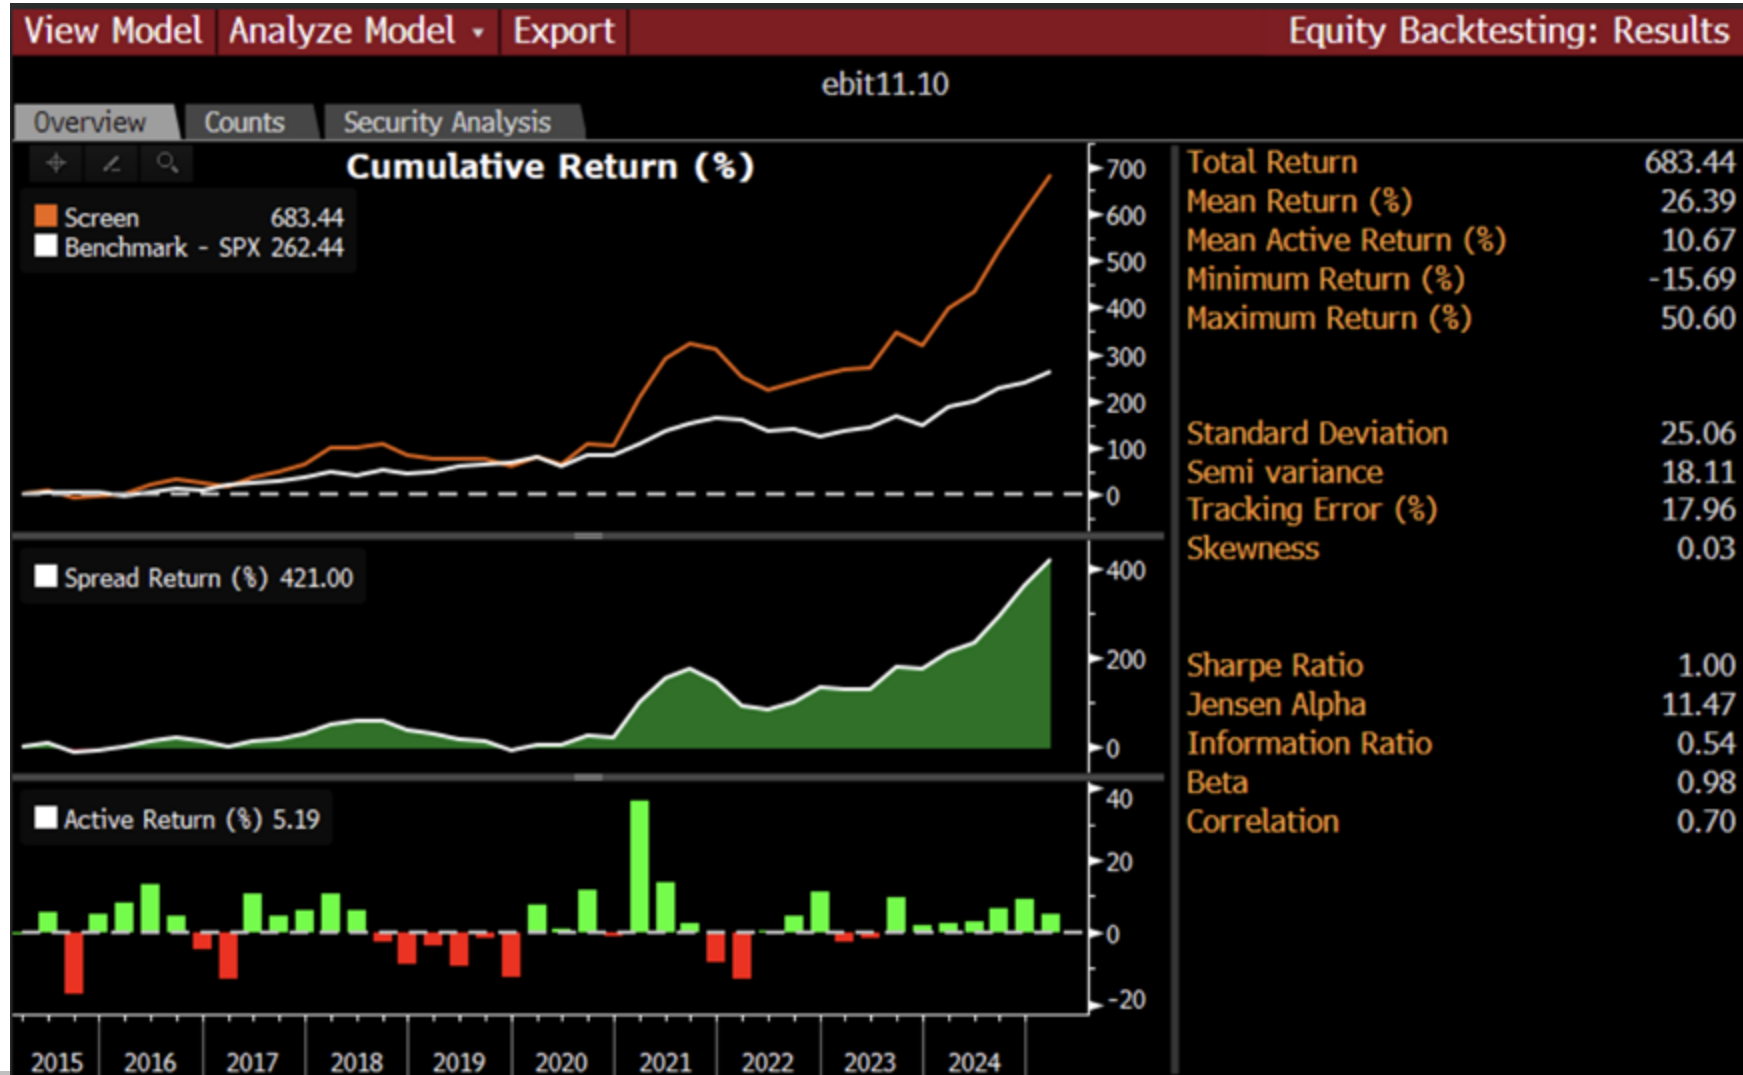 View Model Analyze Model Export Equity Backtesting: Results
ebit11.10
Overview Counts Security Analysis
Cumulative Return (%)
Screen 683.44
Benchmark - SPX 262.44
700
600
500
400
300
200
100
0
Spread Return (%) 421.00
400
200
0
Active Return (%) 5.19
40
20
0
-20
2015 2016 2017 2018 2019 2020 2021 2022 2023 2024
Total Return 683.44
Mean Return (%) 26.39
Mean Active Return (%) 10.67
Minimum Return (%) -15.69
Maximum Return (%) 50.60
Standard Deviation 25.06
Semi variance 18.11
Tracking Error (%) 17.96
Skewness 0.03
Sharpe Ratio 1.00
Jensen Alpha 11.47
Information Ratio 0.54
Beta 0.98
Correlation 0.70